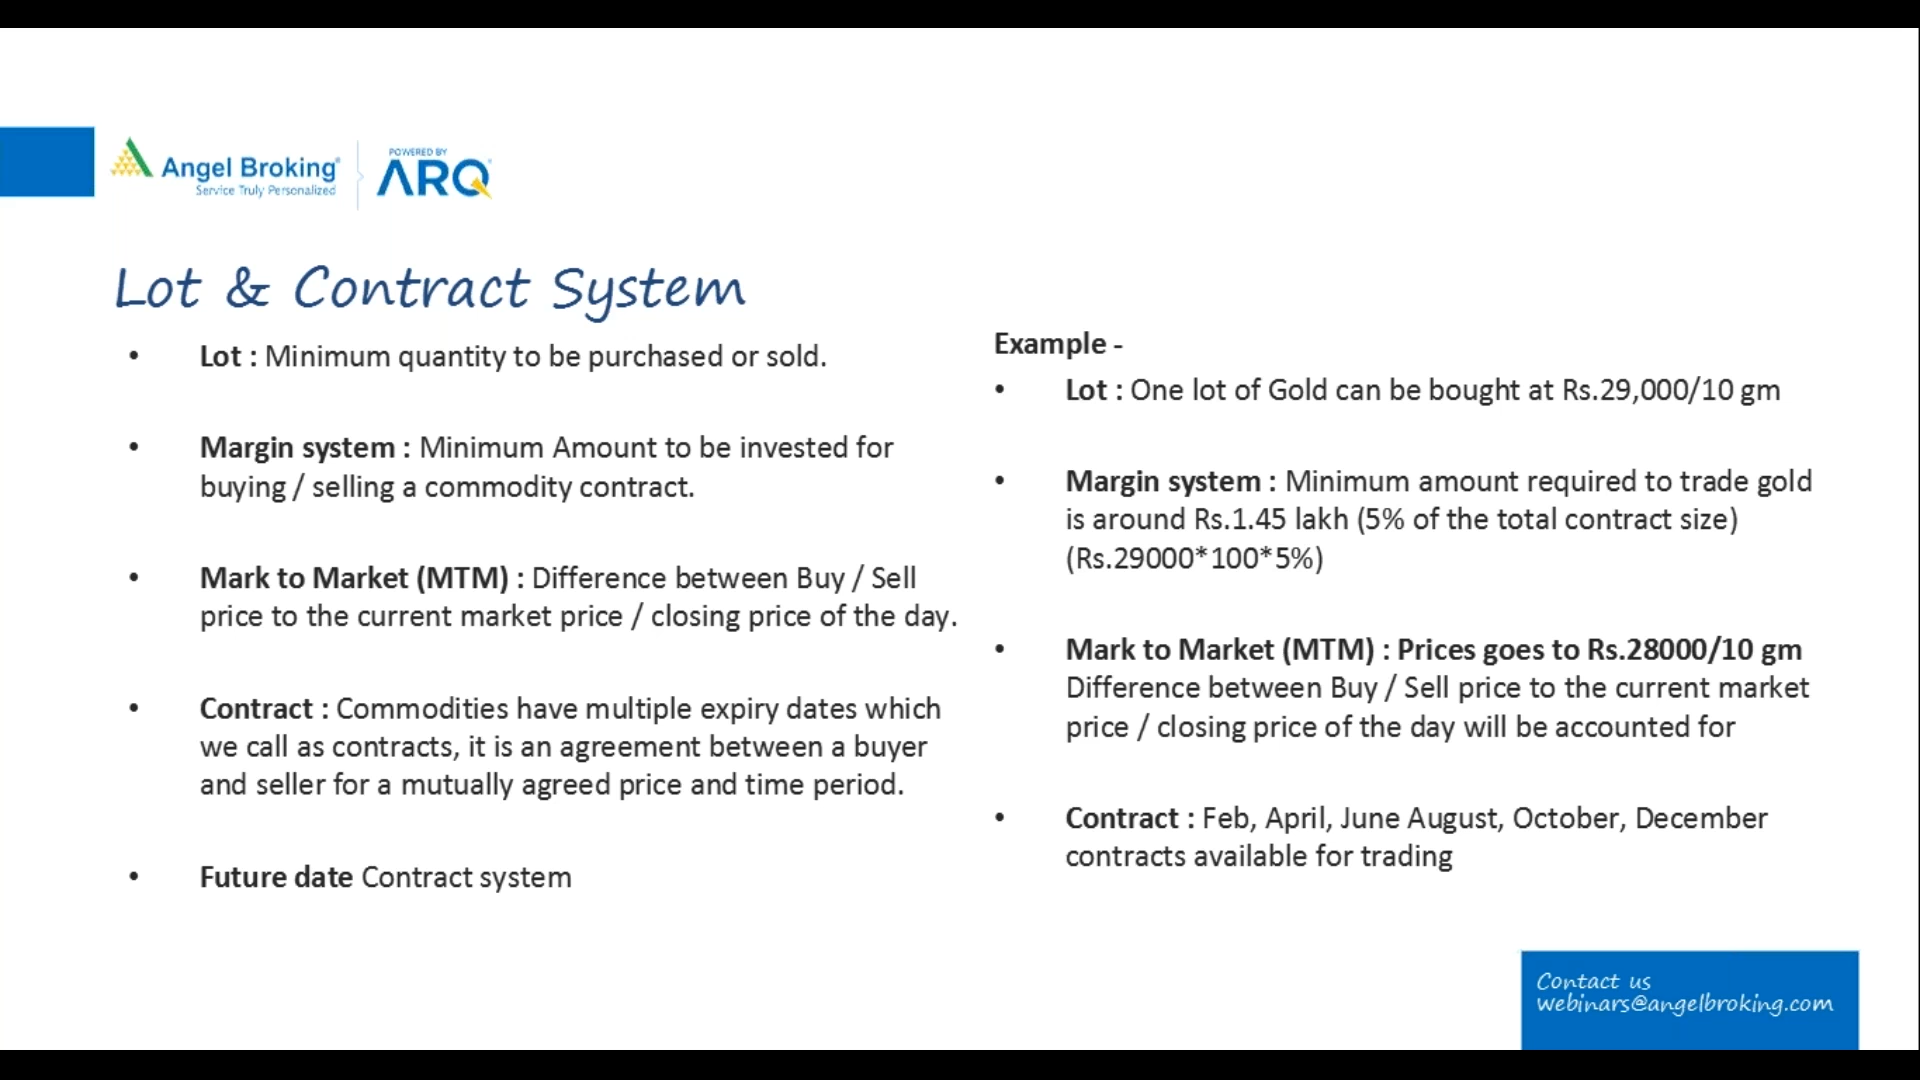 Angel Broking®
Service Truly Personalized
POWERED BY
ARQ
Lot & Contract System
• Lot : Minimum quantity to be purchased or sold.
• Margin system : Minimum Amount to be invested for
buying / selling a commodity contract.
• Mark to Market (MTM) : Difference between Buy / Sell
price to the current market price / closing price of the day.
• Contract : Commodities have multiple expiry dates which
we call as contracts, it is an agreement between a buyer
and seller for a mutually agreed price and time period.
• Future date Contract system
Example -
• Lot : One lot of Gold can be bought at Rs.29,000/10 gm
• Margin system : Minimum amount required to trade gold
is around Rs.1.45 lakh (5% of the total contract size)
(Rs.29000*100*5%)
• Mark to Market (MTM) : Prices goes to Rs.28000/10 gm
Difference between Buy / Sell price to the current market
price / closing price of the day will be accounted for
• Contract : Feb, April, June August, October, December
contracts available for trading
Contact us
webinars@angelbroking.com